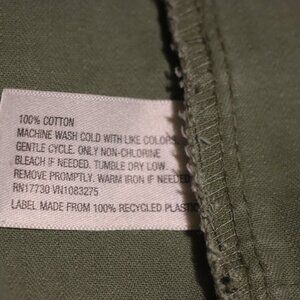 100% COTTON
MACHINE WASH COLD WITH LIKE COLORS.
GENTLE CYCLE. ONLY NON-CHLORINE
BLEACH IF NEEDED. TUMBLE DRY LOW.
REMOVE PROMPTLY. WARM IRON IF NEEDED
RN17730 VN1083275
LABEL MADE FROM 100% RECYCLED PLASTIC